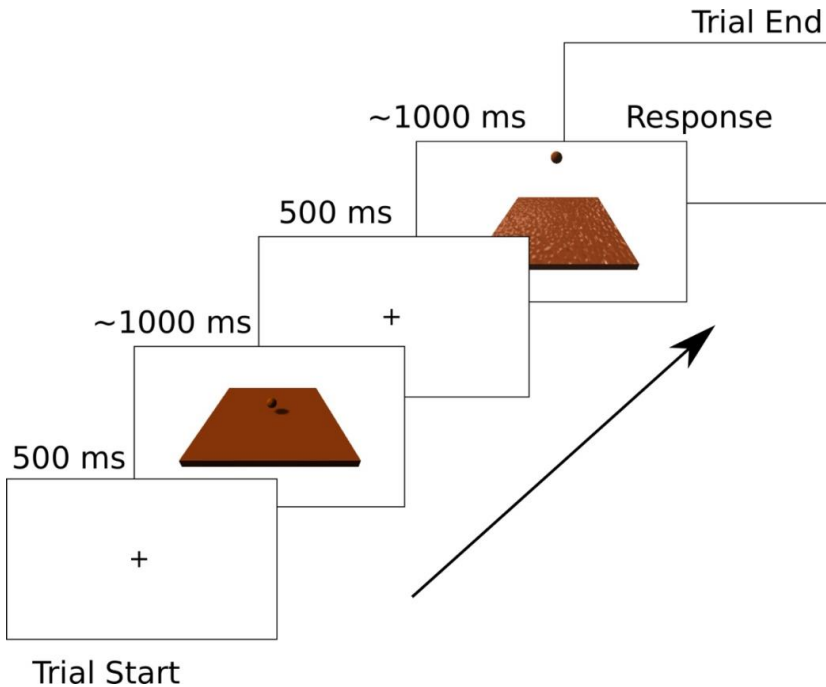 Trial End
~1000 ms
Response
500 ms
+
~1000 ms
500 ms
+
Trial Start